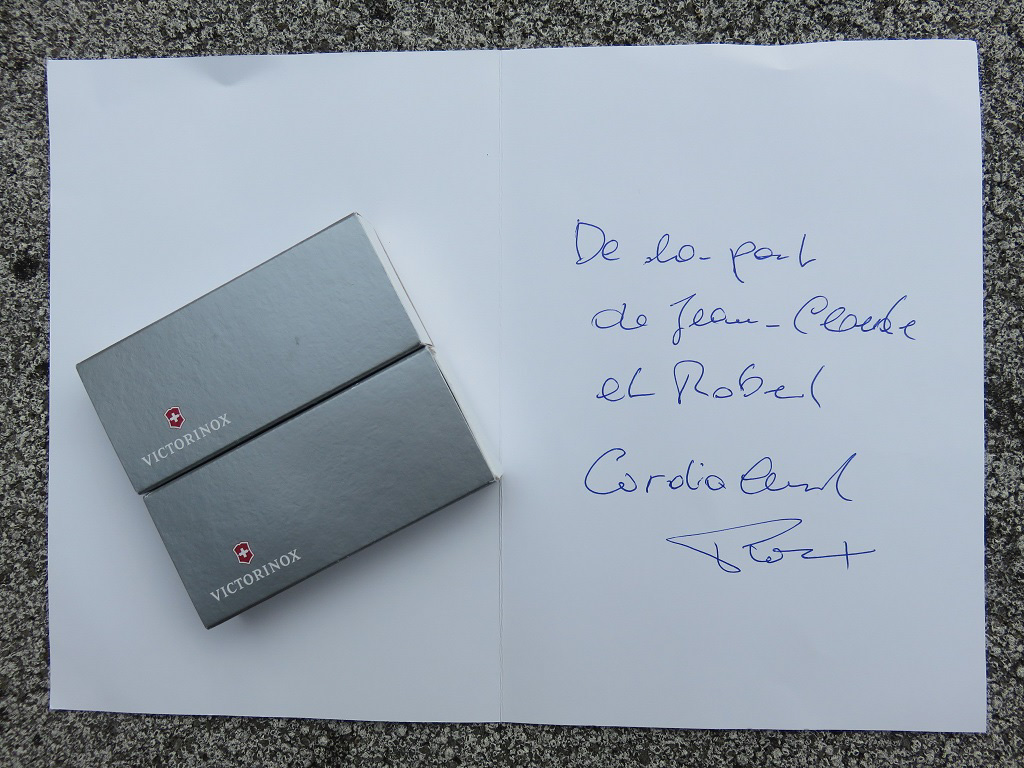 VICTORINOX
VICTORINOX
De la part
de Jean-Claude
et Robert
Cordialement